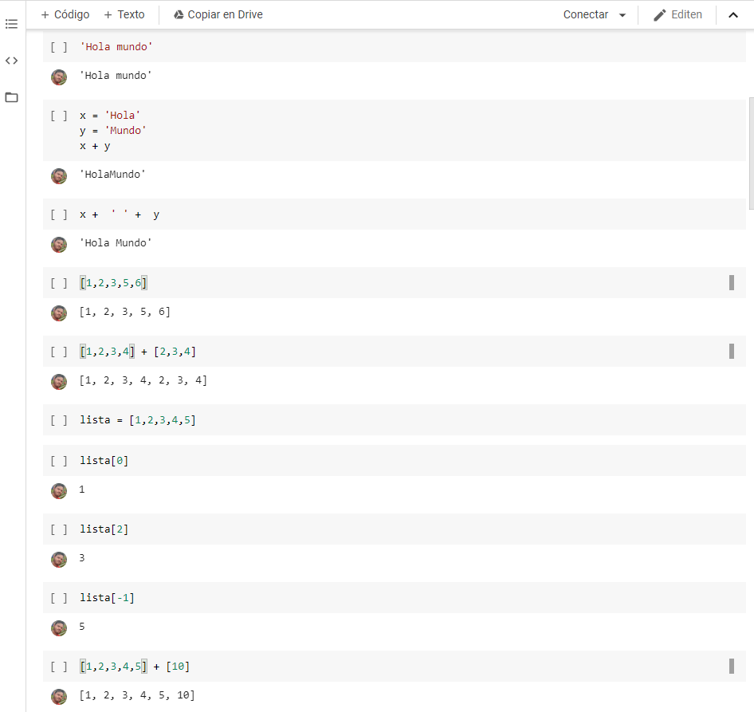 + Código + Texto Copiar en Drive Conectar Editen
[ ] 'Hola mundo'
'Hola mundo'
[ ] x = 'Hola'
y = 'Mundo'
x + y
'HolaMundo'
[ ] x + ' ' + y
'Hola Mundo'
[ ] [1,2,3,5,6]
[1, 2, 3, 5, 6]
[ ] [1,2,3,4] + [2,3,4]
[1, 2, 3, 4, 2, 3, 4]
[ ] lista = [1,2,3,4,5]
[ ] lista[0]
1
[ ] lista[2]
3
[ ] lista[-1]
5
[ ] [1,2,3,4,5] + [10]
[1, 2, 3, 4, 5, 10]